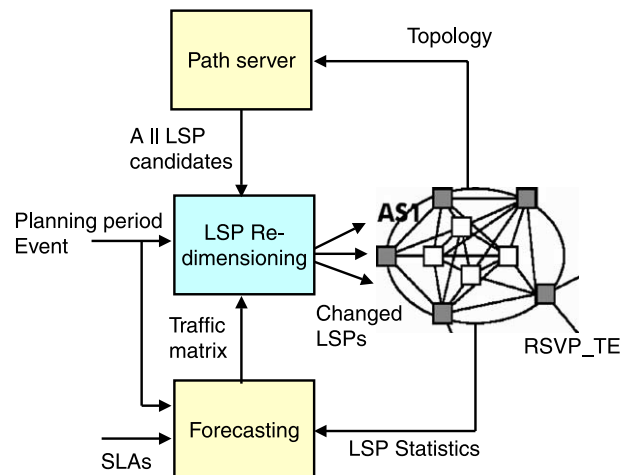 Topology
Path server
A ll LSP
candidates
AS1
Planning period
Event
LSP Re-
dimensioning
Changed
LSPs
Traffic
matrix
RSVP_TE
Forecasting
LSP Statistics
SLAs